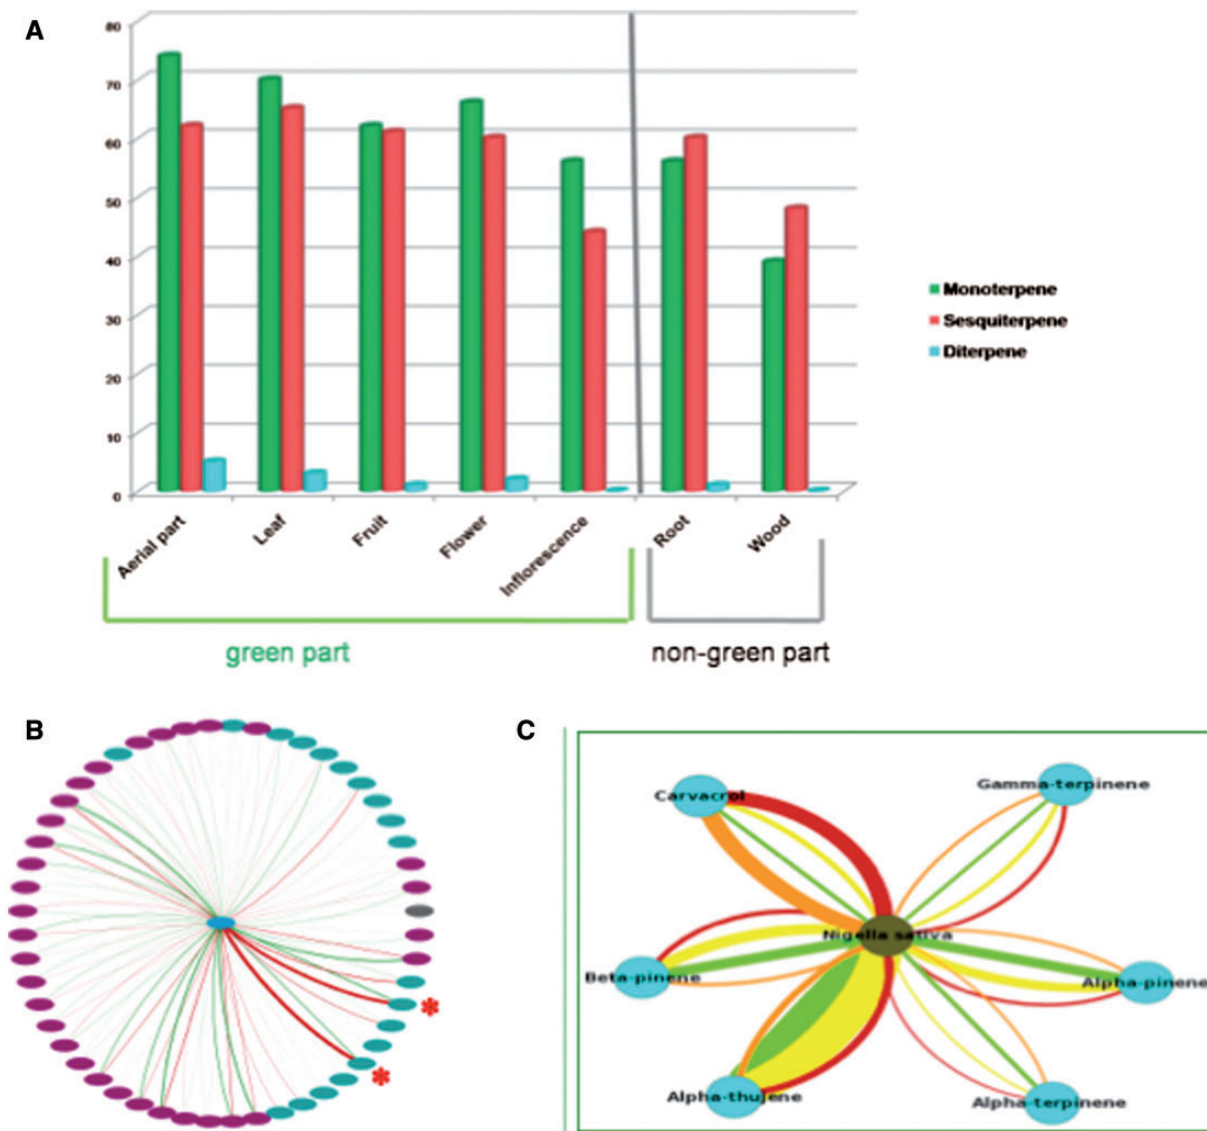 A
80
70
60
50
40
30
20
10
0
Aerial part
Leaf
Fruit
Flower
Inflorescence
Root
Wood
Monoterpene
Sesquiterpene
Diterpene
green part
non-green part
B
*
*
C
Carvacrol
Gamma-terpinene
Nigella sativa
Beta-pinene
Alpha-pinene
Alpha-thujene
Alpha-terpinene